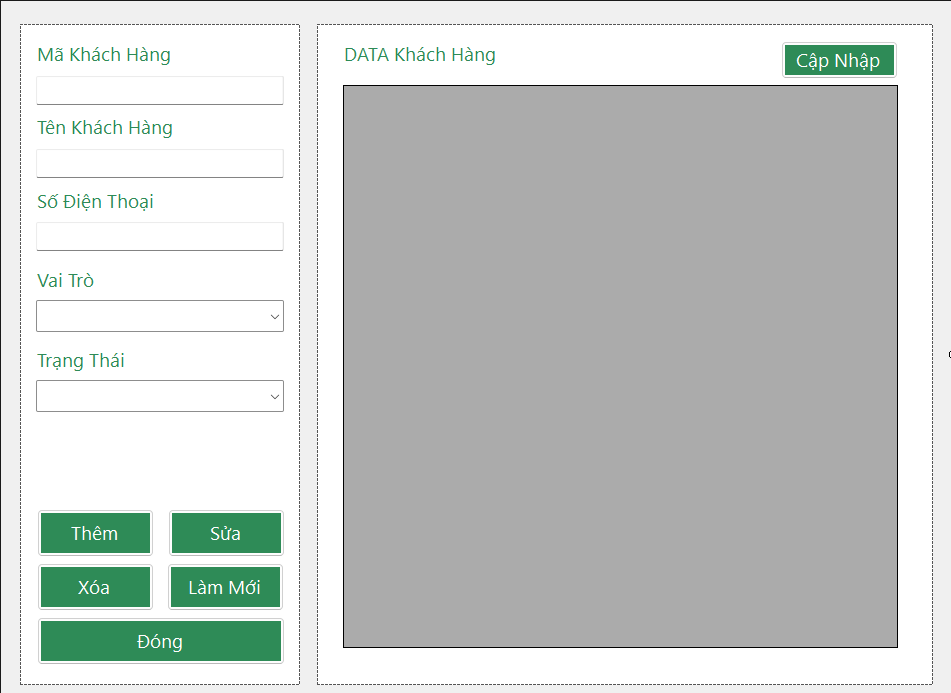 Mã Khách Hàng
Tên Khách Hàng
Số Điện Thoại
Vai Trò
Trạng Thái
Thêm
Sửa
Xóa
Làm Mới
Đóng
DATA Khách Hàng
Cập Nhập